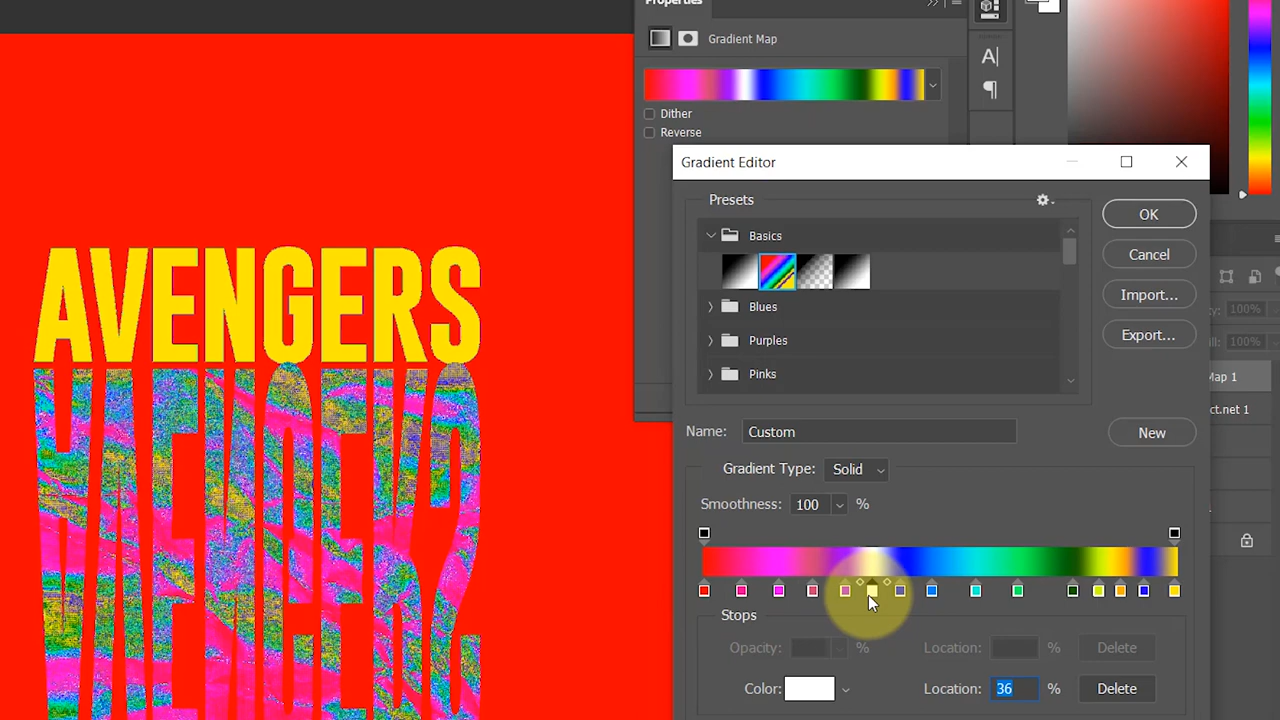 Properties
Gradient Map
Dither
Reverse
Gradient Editor
Presets
Basics
Blues
Purples
Pinks
OK
Cancel
Import...
Export...
Name: Custom
New
Gradient Type: Solid
Smoothness: 100 %
Stops
Opacity: % Location: % Delete
Color: Location: 36 % Delete
100%
100%
Map 1
ct.net 1
AVENGERS